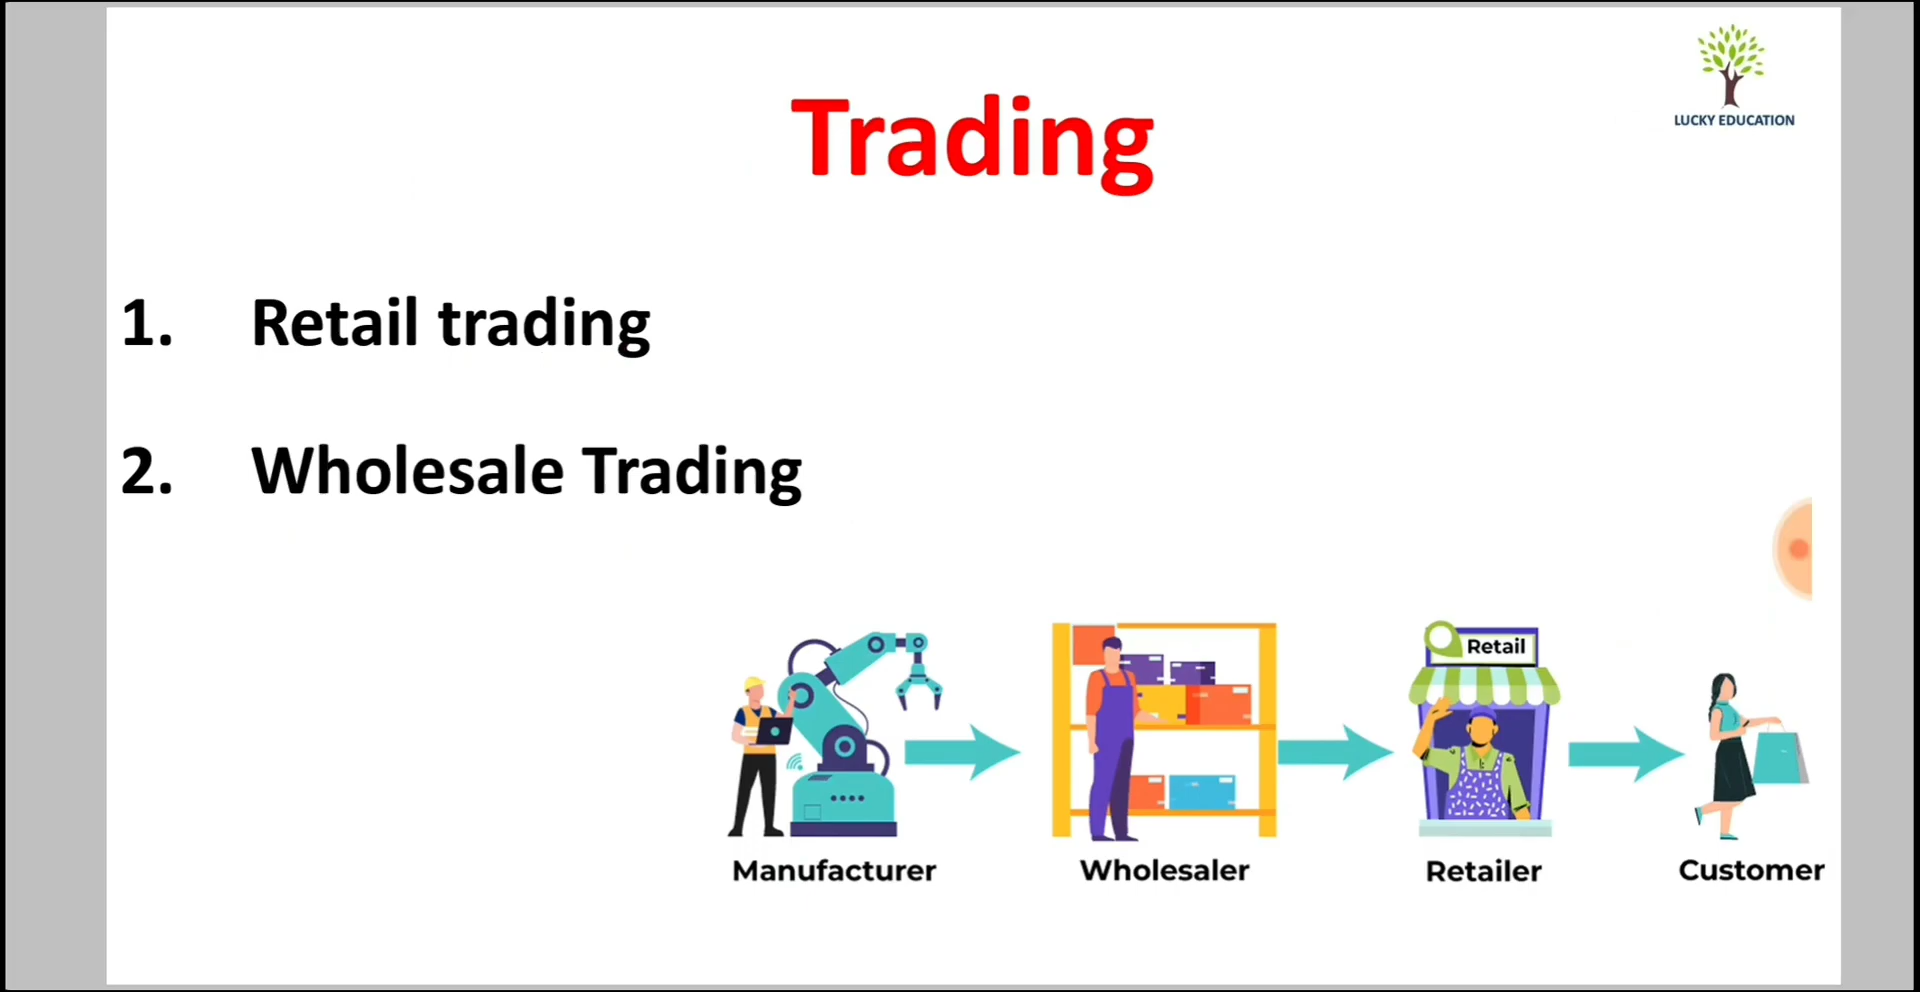 LUCKY EDUCATION
Trading
1. Retail trading
2. Wholesale Trading
Retail
Manufacturer
Wholesaler
Retailer
Customer